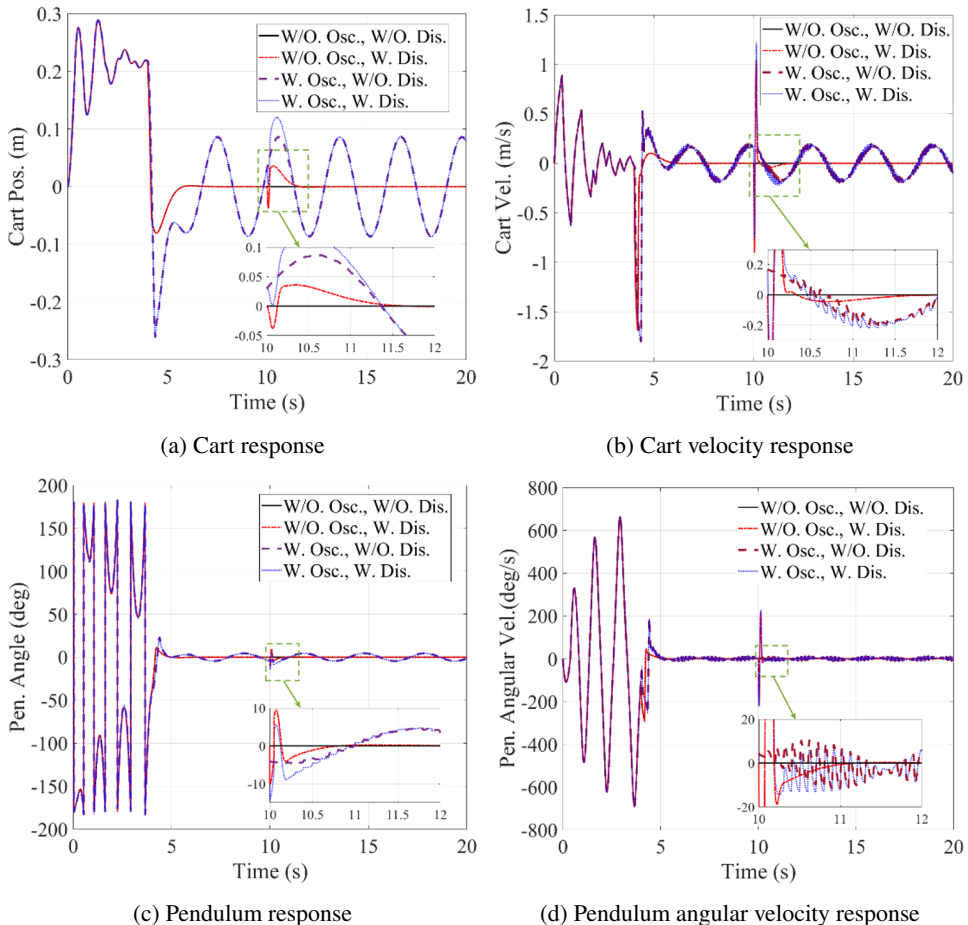 0.3
0.2
0.1
0
-0.1
-0.2
-0.3
Cart Pos. (m)
W/O. Osc., W/O. Dis.
W/O. Osc., W. Dis.
W. Osc., W/O. Dis.
W. Osc., W. Dis.
0.1
0.05
0
-0.05
10 10.5 11 11.5 12
0 5 10 15 20
Time (s)
(a) Cart response
1.5
1
0.5
0
-0.5
-1
-1.5
-2
Cart Vel. (m/s)
W/O. Osc., W/O. Dis.
W/O. Osc., W. Dis.
W. Osc., W/O. Dis.
W. Osc., W. Dis.
0.2
0
-0.2
10 10.5 11 11.5 12
0 5 10 15 20
Time (s)
(b) Cart velocity response
200
150
100
50
0
-50
-100
-150
-200
Pen. Angle (deg)
W/O. Osc., W/O. Dis.
W/O. Osc., W. Dis.
W. Osc., W/O. Dis.
W. Osc., W. Dis.
10
0
-10
10 10.5 11 11.5 12
0 5 10 15 20
Time (s)
(c) Pendulum response
800
600
400
200
0
-200
-400
-600
-800
Pen. Angular Vel.(deg/s)
W/O. Osc., W/O. Dis.
W/O. Osc., W. Dis.
W. Osc., W/O. Dis.
W. Osc., W. Dis.
20
10
0
-10
-20
10 11 12
0 5 10 15 20
Time (s)
(d) Pendulum angular velocity response